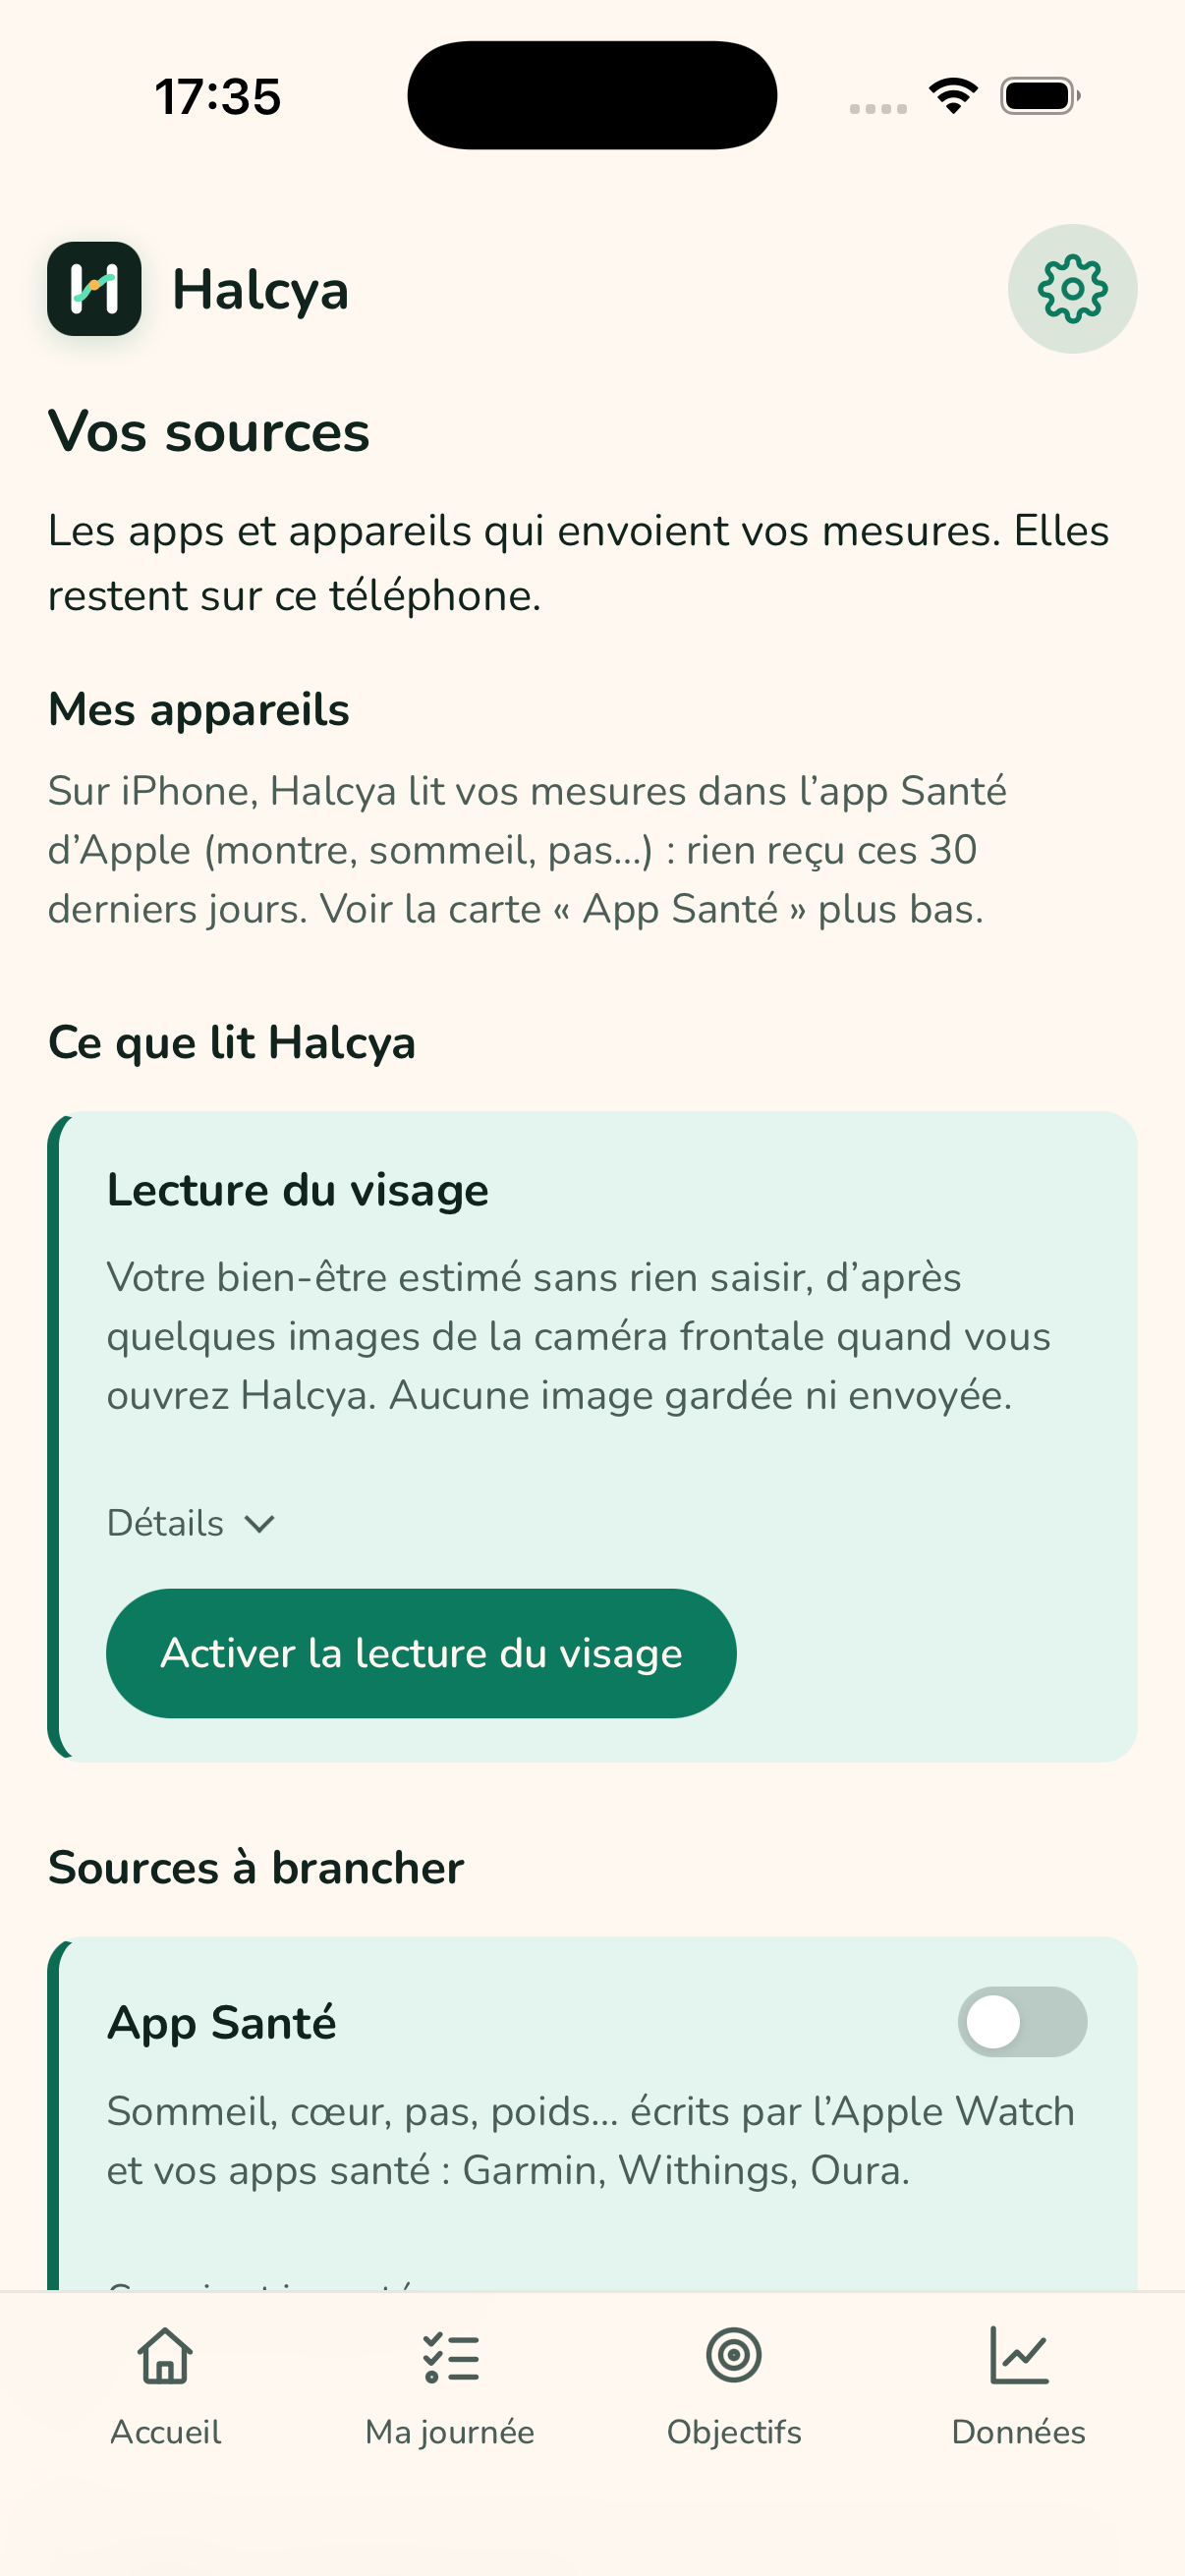 17:35
Halcya
Vos sources
Les apps et appareils qui envoient vos mesures. Elles
restent sur ce téléphone.
Mes appareils
Sur iPhone, Halcya lit vos mesures dans l’app Santé
d’Apple (montre, sommeil, pas…) : rien reçu ces 30
derniers jours. Voir la carte « App Santé » plus bas.
Ce que lit Halcya
Lecture du visage
Votre bien-être estimé sans rien saisir, d’après
quelques images de la caméra frontale quand vous
ouvrez Halcya. Aucune image gardée ni envoyée.
Détails
Activer la lecture du visage
Sources à brancher
App Santé
Sommeil, cœur, pas, poids… écrits par l’Apple Watch
et vos apps santé : Garmin, Withings, Oura.
Accueil
Ma journée
Objectifs
Données